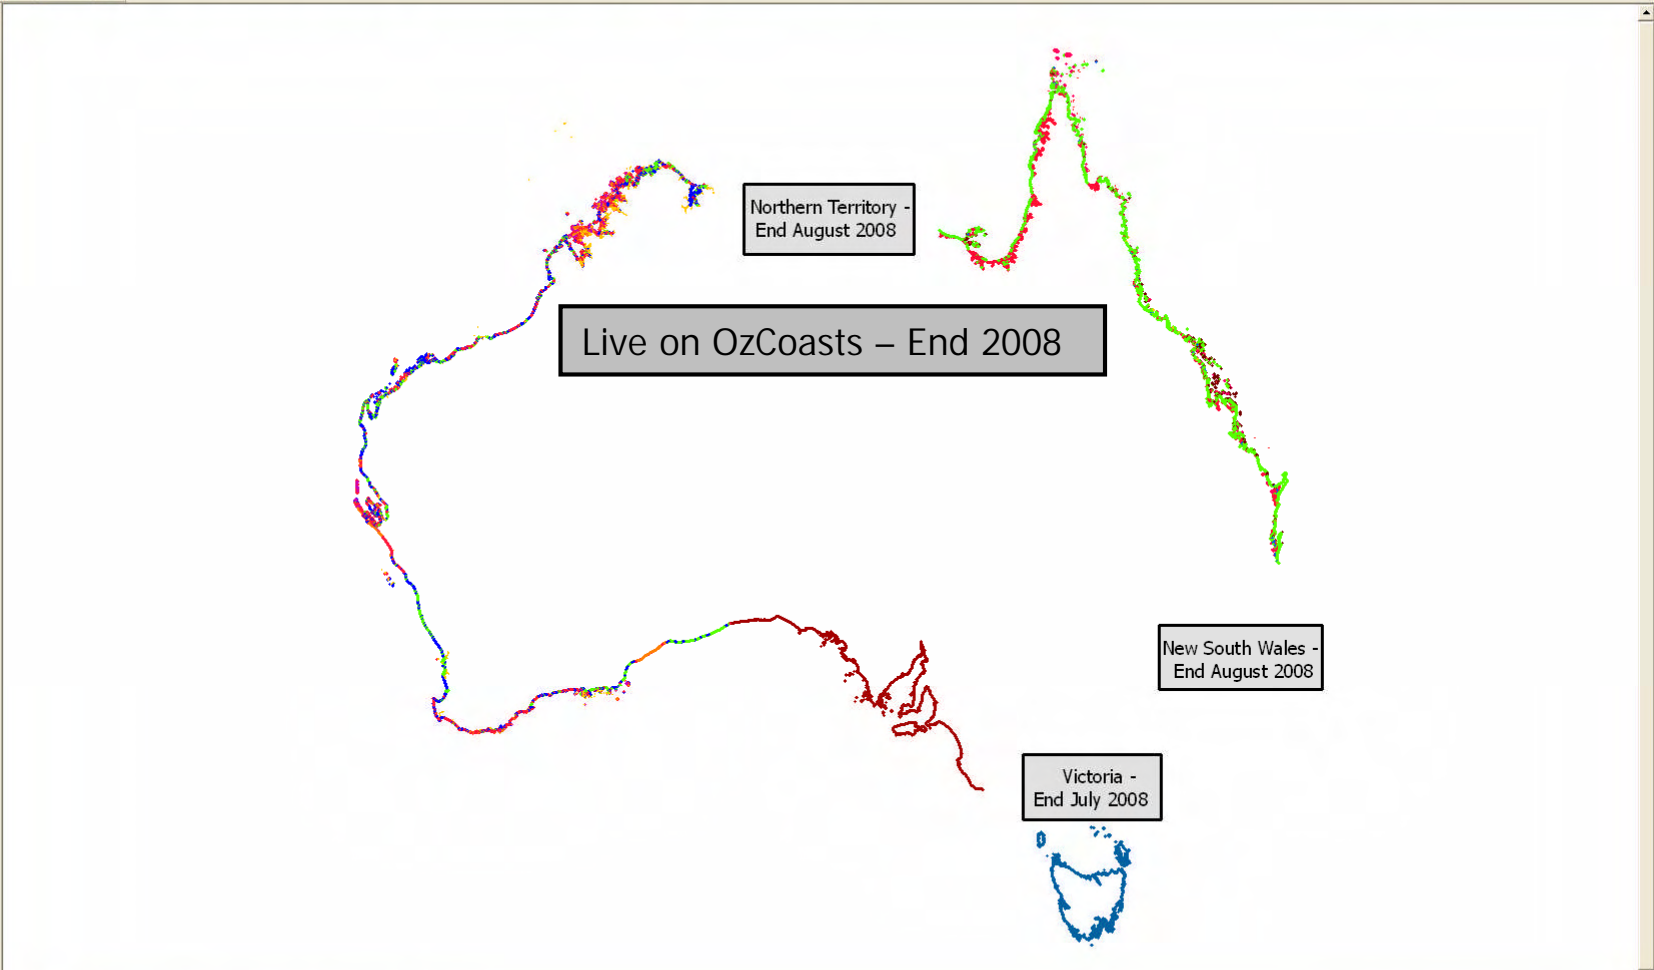 Northern Territory -
End August 2008
Live on OzCoasts – End 2008
New South Wales -
End August 2008
Victoria -
End July 2008